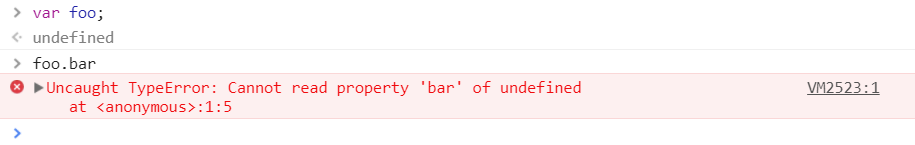 > var foo;
< undefined
> foo.bar
Uncaught TypeError: Cannot read property 'bar' of undefined VM2523:1
at <anonymous>:1:5
>